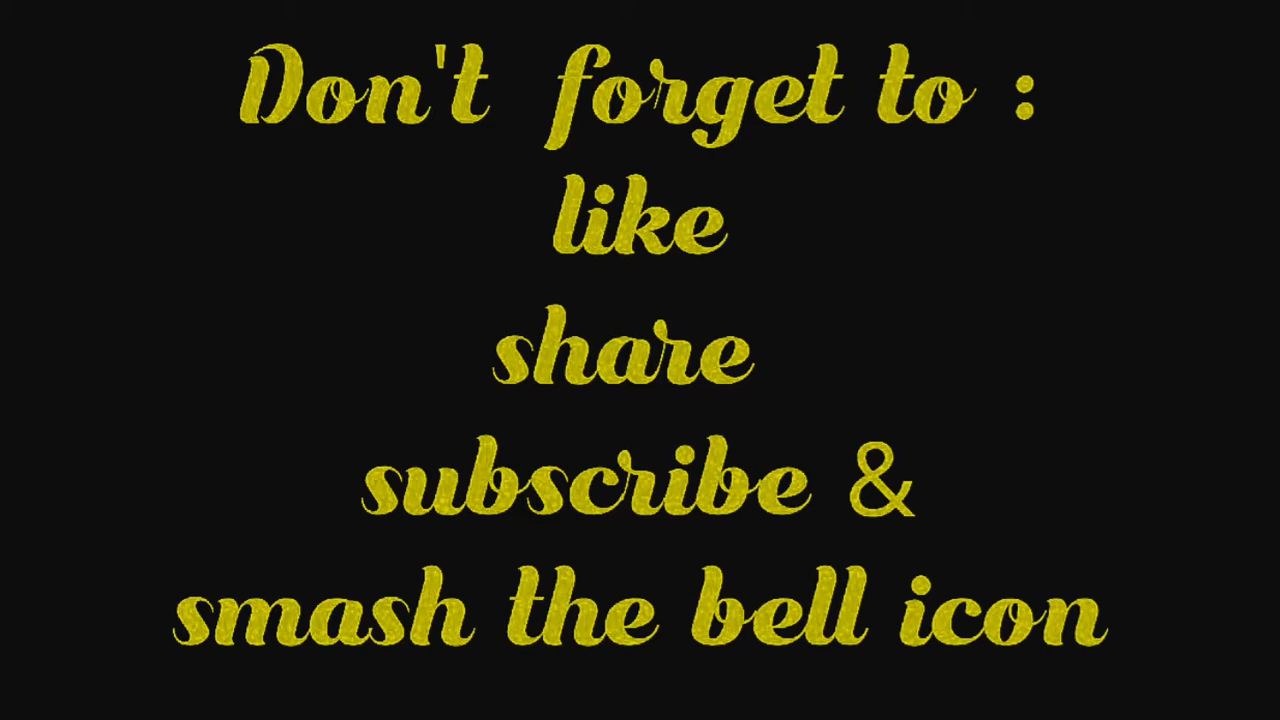 Don't forget to :
like
share
subscribe &
smash the bell icon